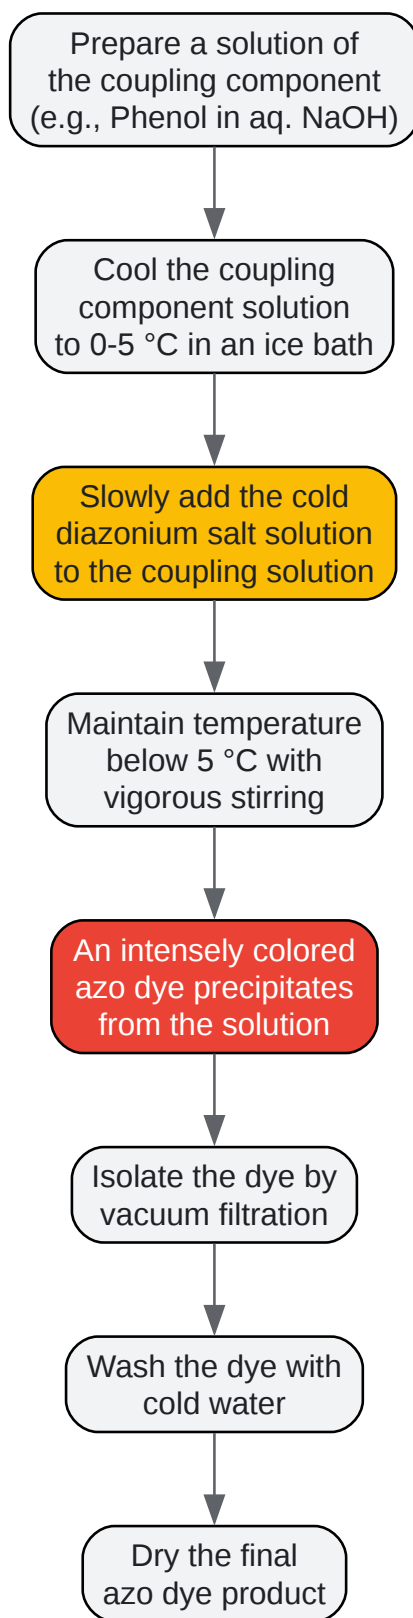 Prepare a solution of
the coupling component
(e.g., Phenol in aq. NaOH)
Cool the coupling
component solution
to 0-5 °C in an ice bath
Slowly add the cold
diazonium salt solution
to the coupling solution
Maintain temperature
below 5 °C with
vigorous stirring
An intensely colored
azo dye precipitates
from the solution
Isolate the dye by
vacuum filtration
Wash the dye with
cold water
Dry the final
azo dye product